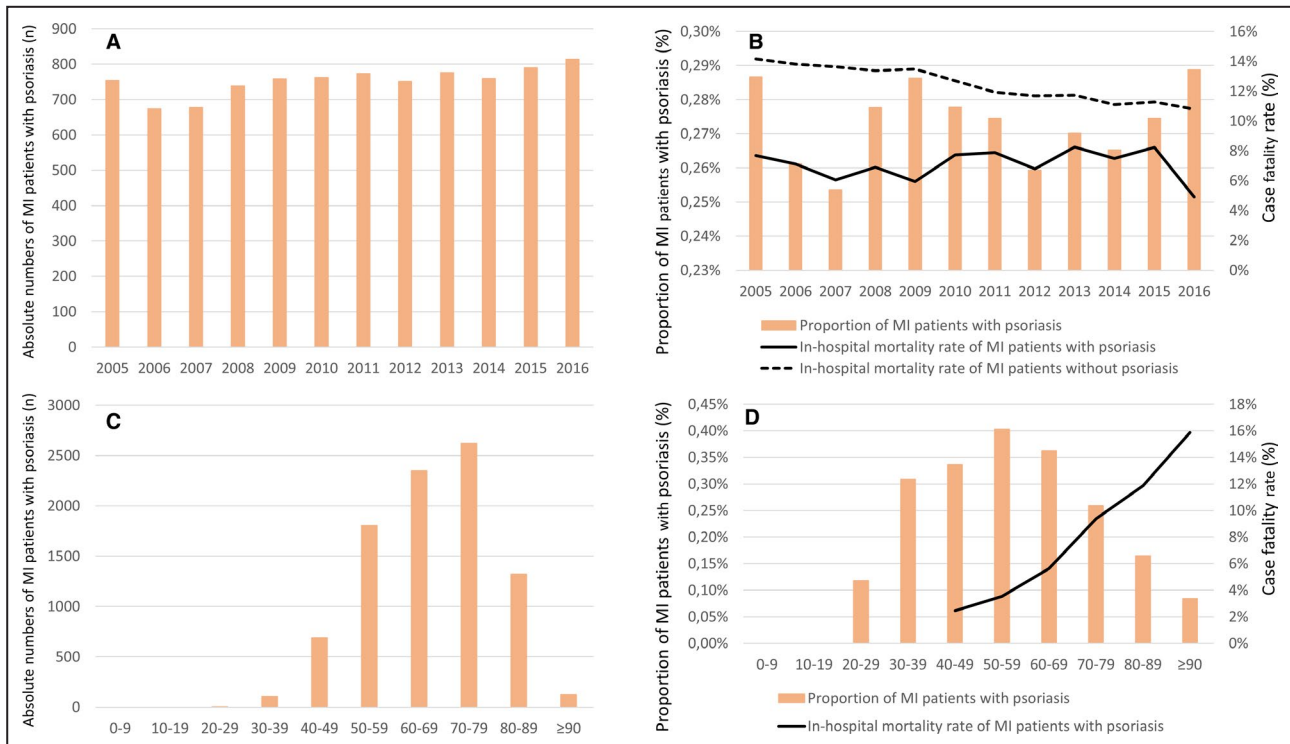 A
Absolute numbers of MI patients with psoriasis (n)
900
800
700
600
500
400
300
200
100
0
2005 2006 2007 2008 2009 2010 2011 2012 2013 2014 2015 2016
B
Proportion of MI patients with psoriasis (%)
0,30%
0,29%
0,28%
0,27%
0,26%
0,25%
0,24%
0,23%
16%
14%
12%
10%
8%
6%
4%
2%
0%
Case fatality rate (%)
2005 2006 2007 2008 2009 2010 2011 2012 2013 2014 2015 2016
Proportion of MI patients with psoriasis
In-hospital mortality rate of MI patients with psoriasis
In-hospital mortality rate of MI patients without psoriasis
C
Absolute numbers of MI patients with psoriasis (n)
3000
2500
2000
1500
1000
500
0
0-9 10-19 20-29 30-39 40-49 50-59 60-69 70-79 80-89 ≥90
D
Proportion of MI patients with psoriasis (%)
0,45%
0,40%
0,35%
0,30%
0,25%
0,20%
0,15%
0,10%
0,05%
0,00%
18%
16%
14%
12%
10%
8%
6%
4%
2%
0%
Case fatality rate (%)
0-9 10-19 20-29 30-39 40-49 50-59 60-69 70-79 80-89 ≥90
Proportion of MI patients with psoriasis
In-hospital mortality rate of MI patients with psoriasis